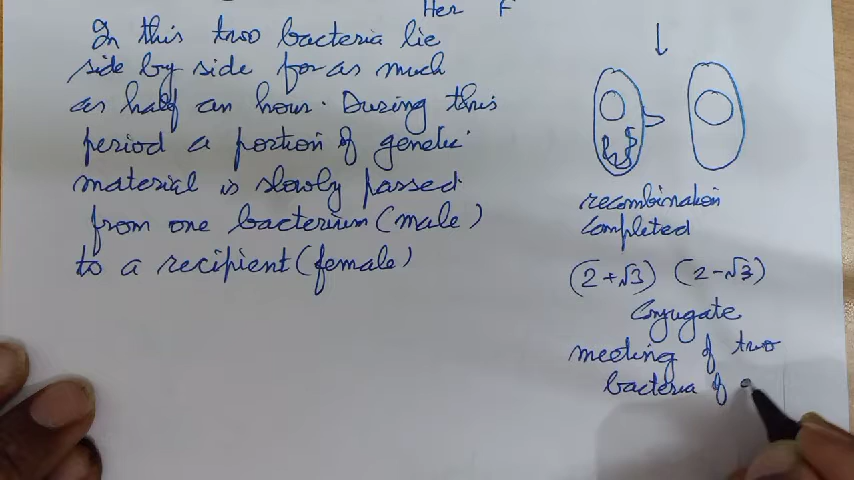 Her F
In this two bacteria lie
side by side for as much
as half an hour. During this
period a portion of genetic
material is slowly passed
from one bacterium (male)
to a recipient (female)
recombination
completed
(2+√3) (2-√3)
Conjugate
meeting of two
bacteria of